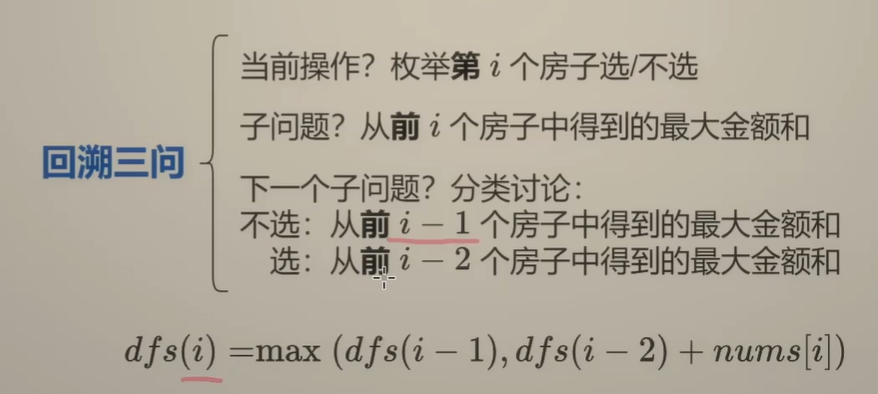 回溯三问
当前操作？枚举第 i 个房子选/不选
子问题？从前 i 个房子中得到的最大金额和
下一个子问题？分类讨论：
不选：从前 i − 1 个房子中得到的最大金额和
选：从前 i − 2 个房子中得到的最大金额和
dfs(i) =max (dfs(i − 1), dfs(i − 2) + nums[i])